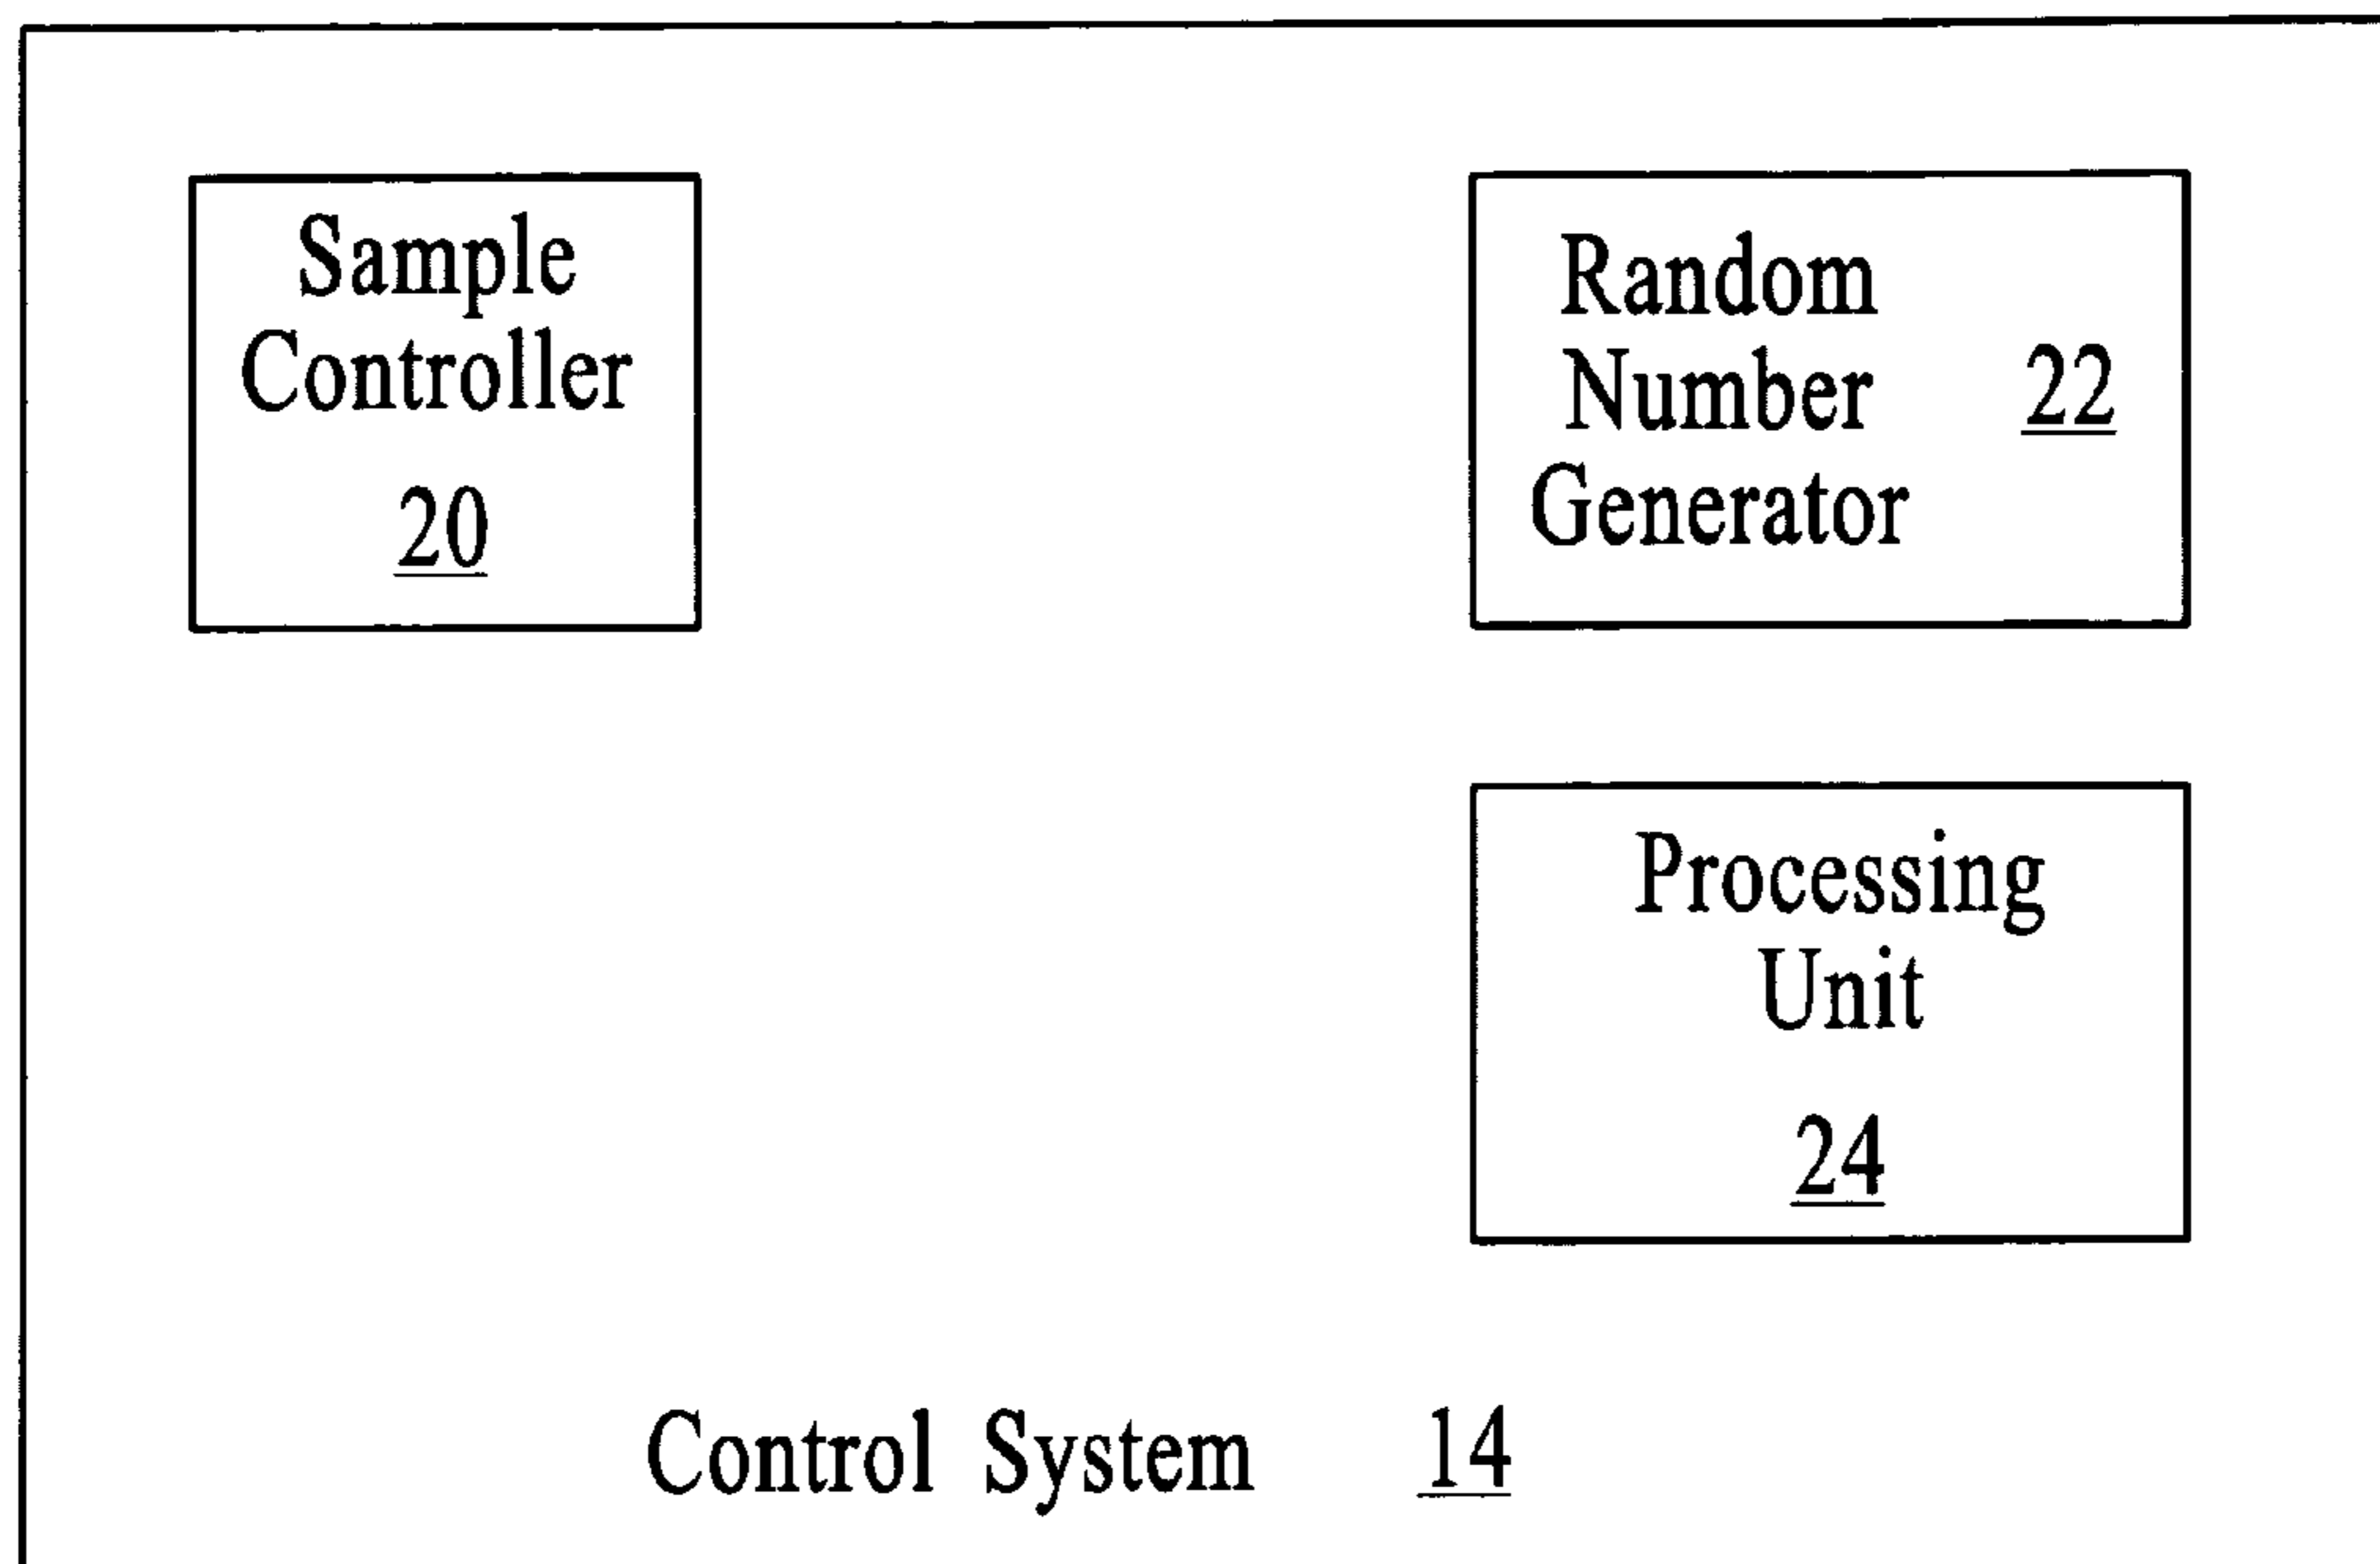 Sample
Controller
20
Random
Number 22
Generator
Processing
Unit
24
Control System 14